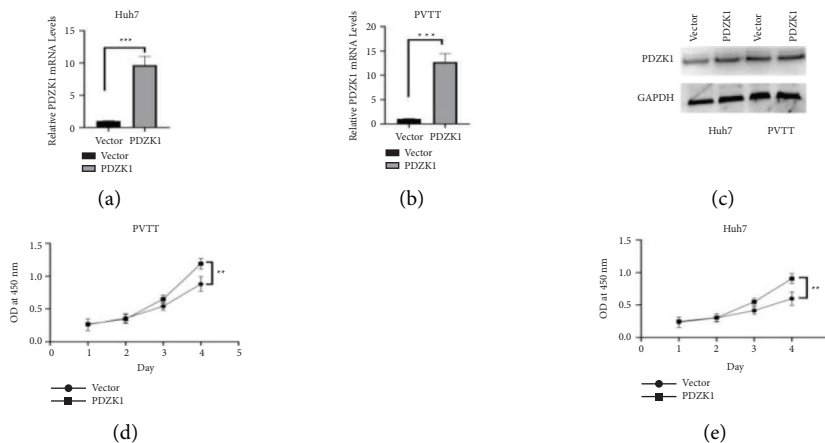 Huh7
Relative PDZK1 mRNA Levels
15
10
5
0
***
Vector PDZK1
Vector
PDZK1
(a)
PVTT
Relative PDZK1 mRNA Levels
20
15
10
5
0
***
Vector PDZK1
Vector
PDZK1
(b)
Vector
PDZK1
Vector
PDZK1
PDZK1
GAPDH
Huh7 PVTT
(c)
PVTT
OD at 450 nm
1.5
1.0
0.5
0.0
**
0 1 2 3 4 5
Day
Vector
PDZK1
(d)
Huh7
OD at 450 nm
1.5
1.0
0.5
0.0
**
0 1 2 3 4
Day
Vector
PDZK1
(e)